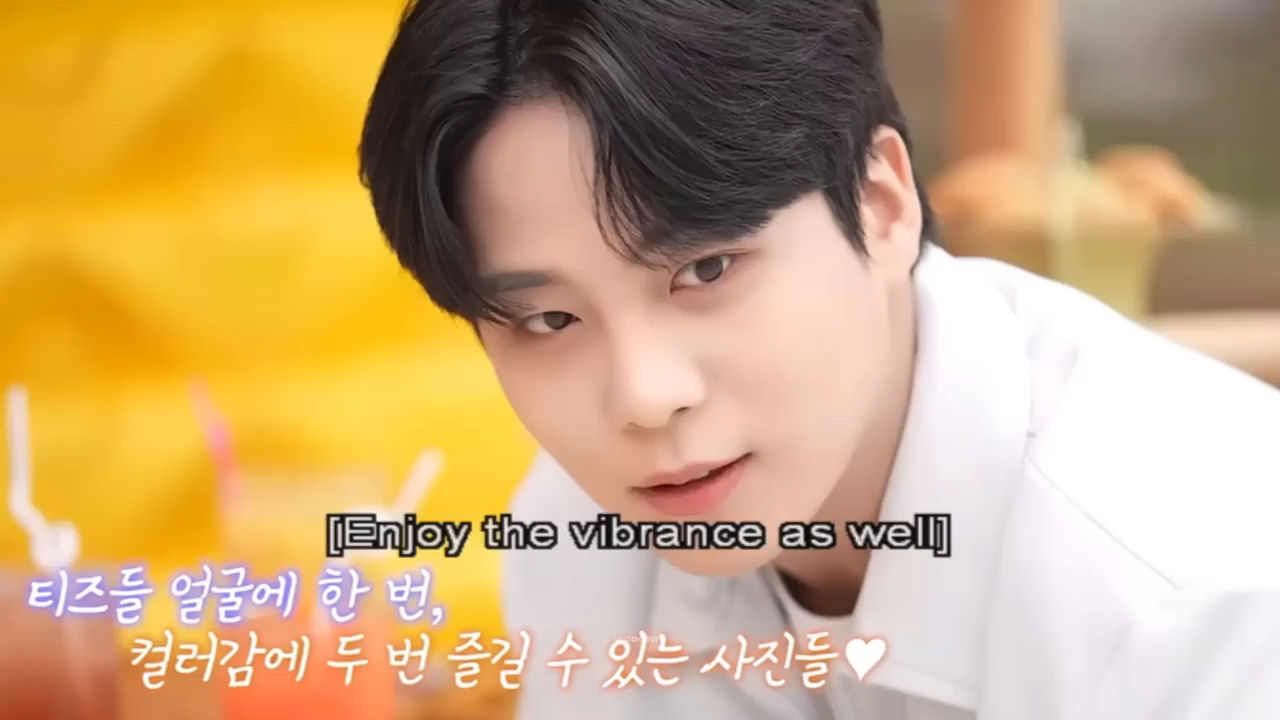 [Enjoy the vibrance as well]
티즈들 얼굴에 한 번,
컬러감에 두 번 즐길 수 있는 사진들♥